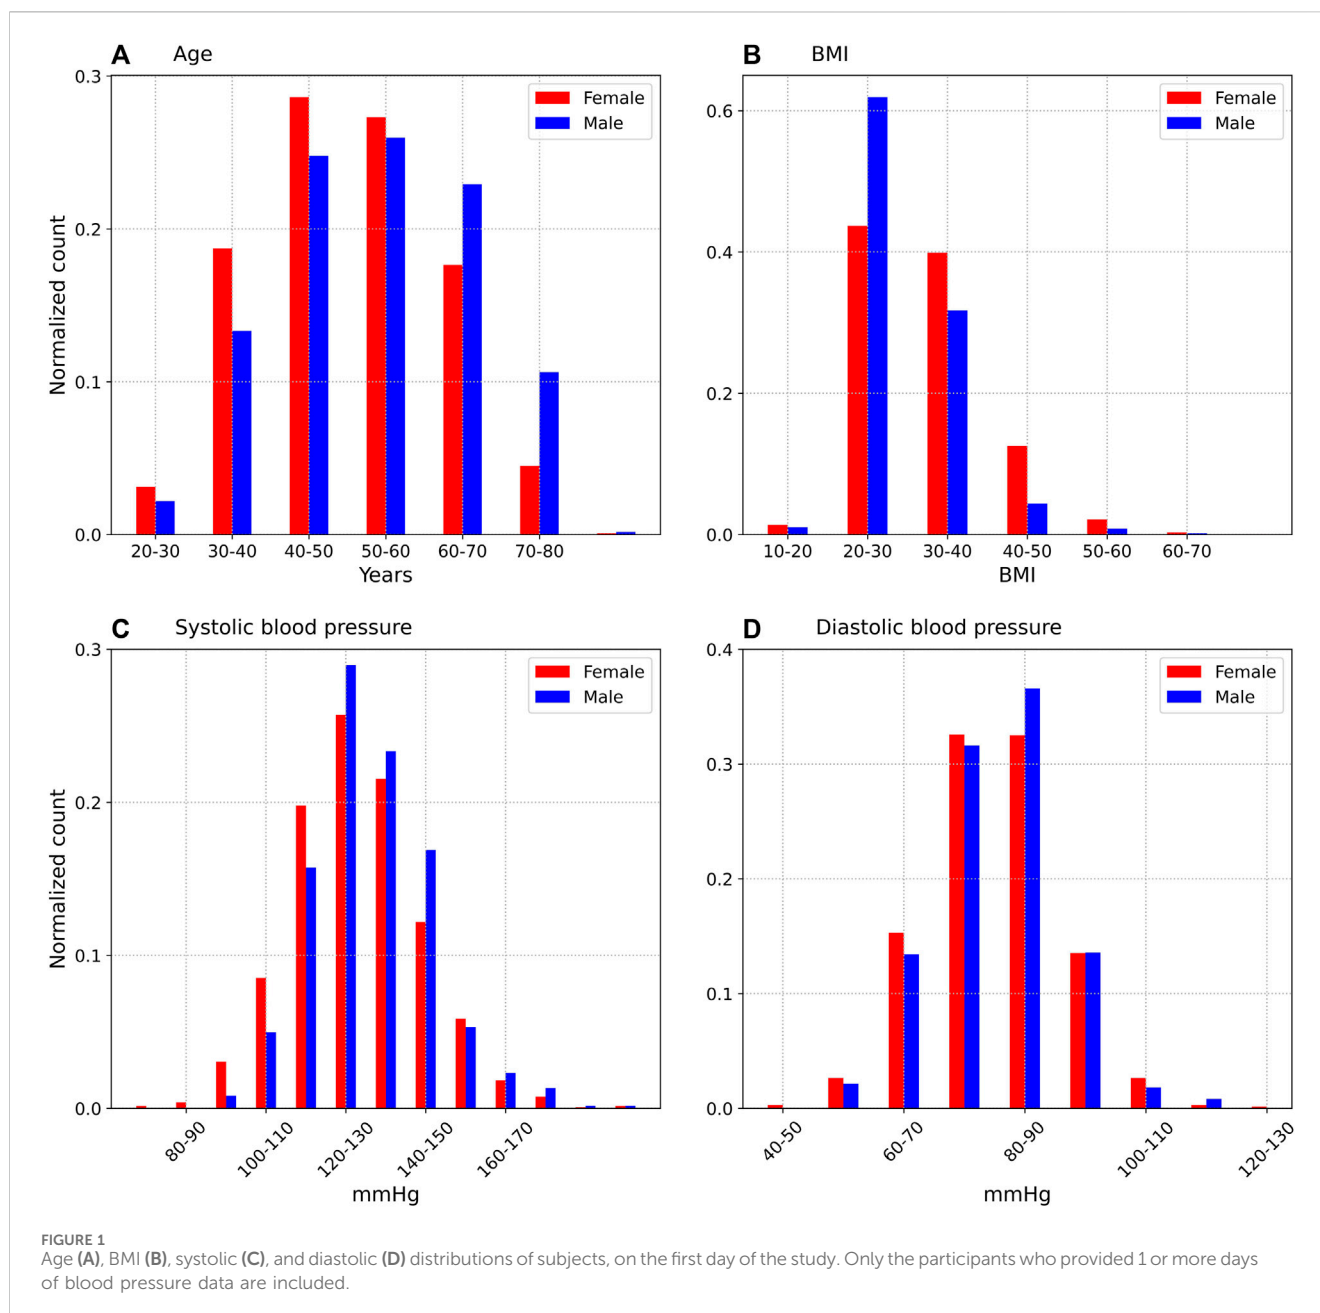 A Age
Female
Male
Normalized count
0.3
0.2
0.1
0.0
20-30 30-40 40-50 50-60 60-70 70-80
Years
B BMI
Female
Male
0.6
0.4
0.2
0.0
10-20 20-30 30-40 40-50 50-60 60-70
BMI
C Systolic blood pressure
Female
Male
Normalized count
0.3
0.2
0.1
0.0
80-90 100-110 120-130 140-150 160-170
mmHg
D Diastolic blood pressure
Female
Male
0.4
0.3
0.2
0.1
0.0
40-50 60-70 80-90 100-110 120-130
mmHg
FIGURE 1
Age (A), BMI (B), systolic (C), and diastolic (D) distributions of subjects, on the first day of the study. Only the participants who provided 1 or more days
of blood pressure data are included.